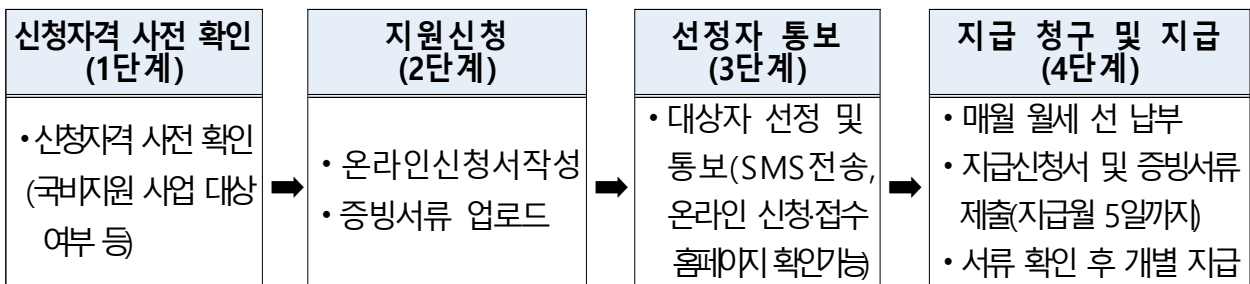 신청자격 사전 확인
(1단계)
• 신청자격 사전 확인
(국비지원 사업 대상
여부 등)
➡
지원신청
(2단계)
• 온라인신청서작성
• 증빙서류 업로드
➡
선정자 통보
(3단계)
• 대상자 선정 및
통보(SMS전송,
온라인 신청·접수
홈페이지 확인가능)
➡
지급 청구 및 지급
(4단계)
• 매월 월세 선 납부
• 지급신청서 및 증빙서류
제출(지급월 5일까지)
• 서류 확인 후 개별 지급